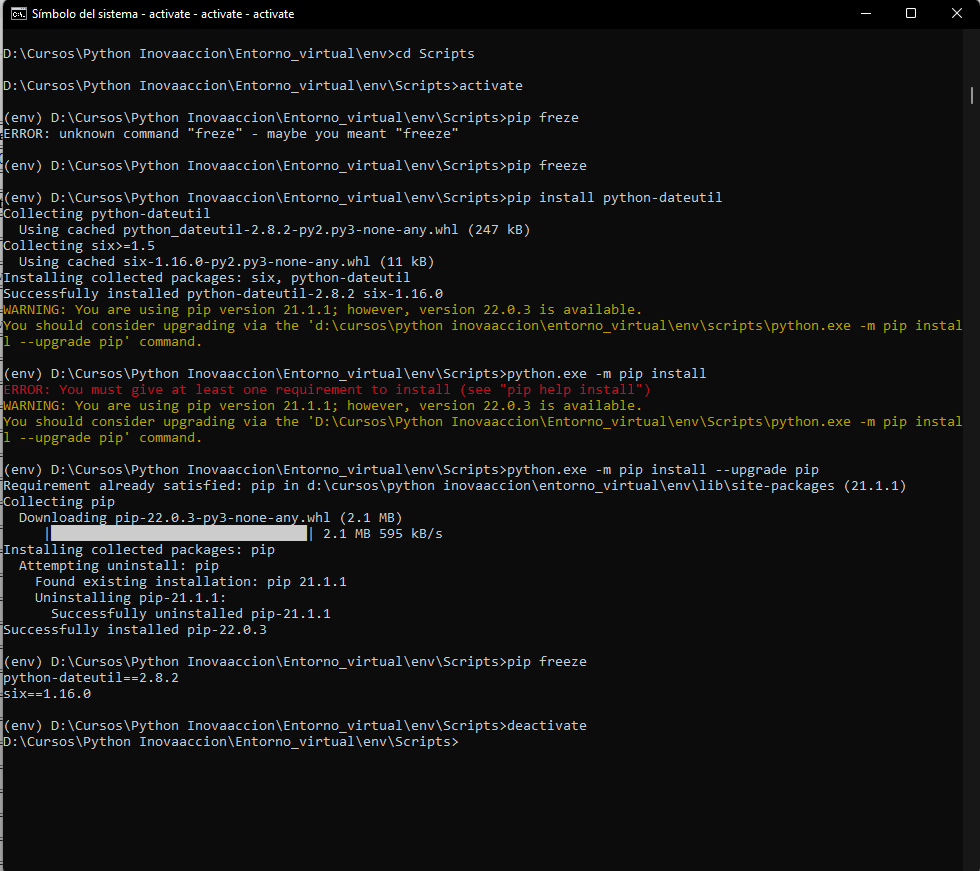 Símbolo del sistema - activate - activate - activate
D:\Cursos\Python Inovaaccion\Entorno_virtual\env>cd Scripts
D:\Cursos\Python Inovaaccion\Entorno_virtual\env\Scripts>activate
(env) D:\Cursos\Python Inovaaccion\Entorno_virtual\env\Scripts>pip freze
ERROR: unknown command "freze" - maybe you meant "freeze"
(env) D:\Cursos\Python Inovaaccion\Entorno_virtual\env\Scripts>pip freeze
(env) D:\Cursos\Python Inovaaccion\Entorno_virtual\env\Scripts>pip install python-dateutil
Collecting python-dateutil
  Using cached python_dateutil-2.8.2-py2.py3-none-any.whl (247 kB)
Collecting six>=1.5
  Using cached six-1.16.0-py2.py3-none-any.whl (11 kB)
Installing collected packages: six, python-dateutil
Successfully installed python-dateutil-2.8.2 six-1.16.0
WARNING: You are using pip version 21.1.1; however, version 22.0.3 is available.
You should consider upgrading via the 'd:\cursos\python inovaaccion\entorno_virtual\env\scripts\python.exe -m pip instal
l --upgrade pip' command.
(env) D:\Cursos\Python Inovaaccion\Entorno_virtual\env\Scripts>python.exe -m pip install
ERROR: You must give at least one requirement to install (see "pip help install")
WARNING: You are using pip version 21.1.1; however, version 22.0.3 is available.
You should consider upgrading via the 'D:\Cursos\Python Inovaaccion\Entorno_virtual\env\Scripts\python.exe -m pip instal
l --upgrade pip' command.
(env) D:\Cursos\Python Inovaaccion\Entorno_virtual\env\Scripts>python.exe -m pip install --upgrade pip
Requirement already satisfied: pip in d:\cursos\python inovaaccion\entorno_virtual\env\lib\site-packages (21.1.1)
Collecting pip
  Downloading pip-22.0.3-py3-none-any.whl (2.1 MB)
| | 2.1 MB 595 kB/s
Installing collected packages: pip
  Attempting uninstall: pip
    Found existing installation: pip 21.1.1
    Uninstalling pip-21.1.1:
      Successfully uninstalled pip-21.1.1
Successfully installed pip-22.0.3
(env) D:\Cursos\Python Inovaaccion\Entorno_virtual\env\Scripts>pip freeze
python-dateutil==2.8.2
six==1.16.0
(env) D:\Cursos\Python Inovaaccion\Entorno_virtual\env\Scripts>deactivate
D:\Cursos\Python Inovaaccion\Entorno_virtual\env\Scripts>